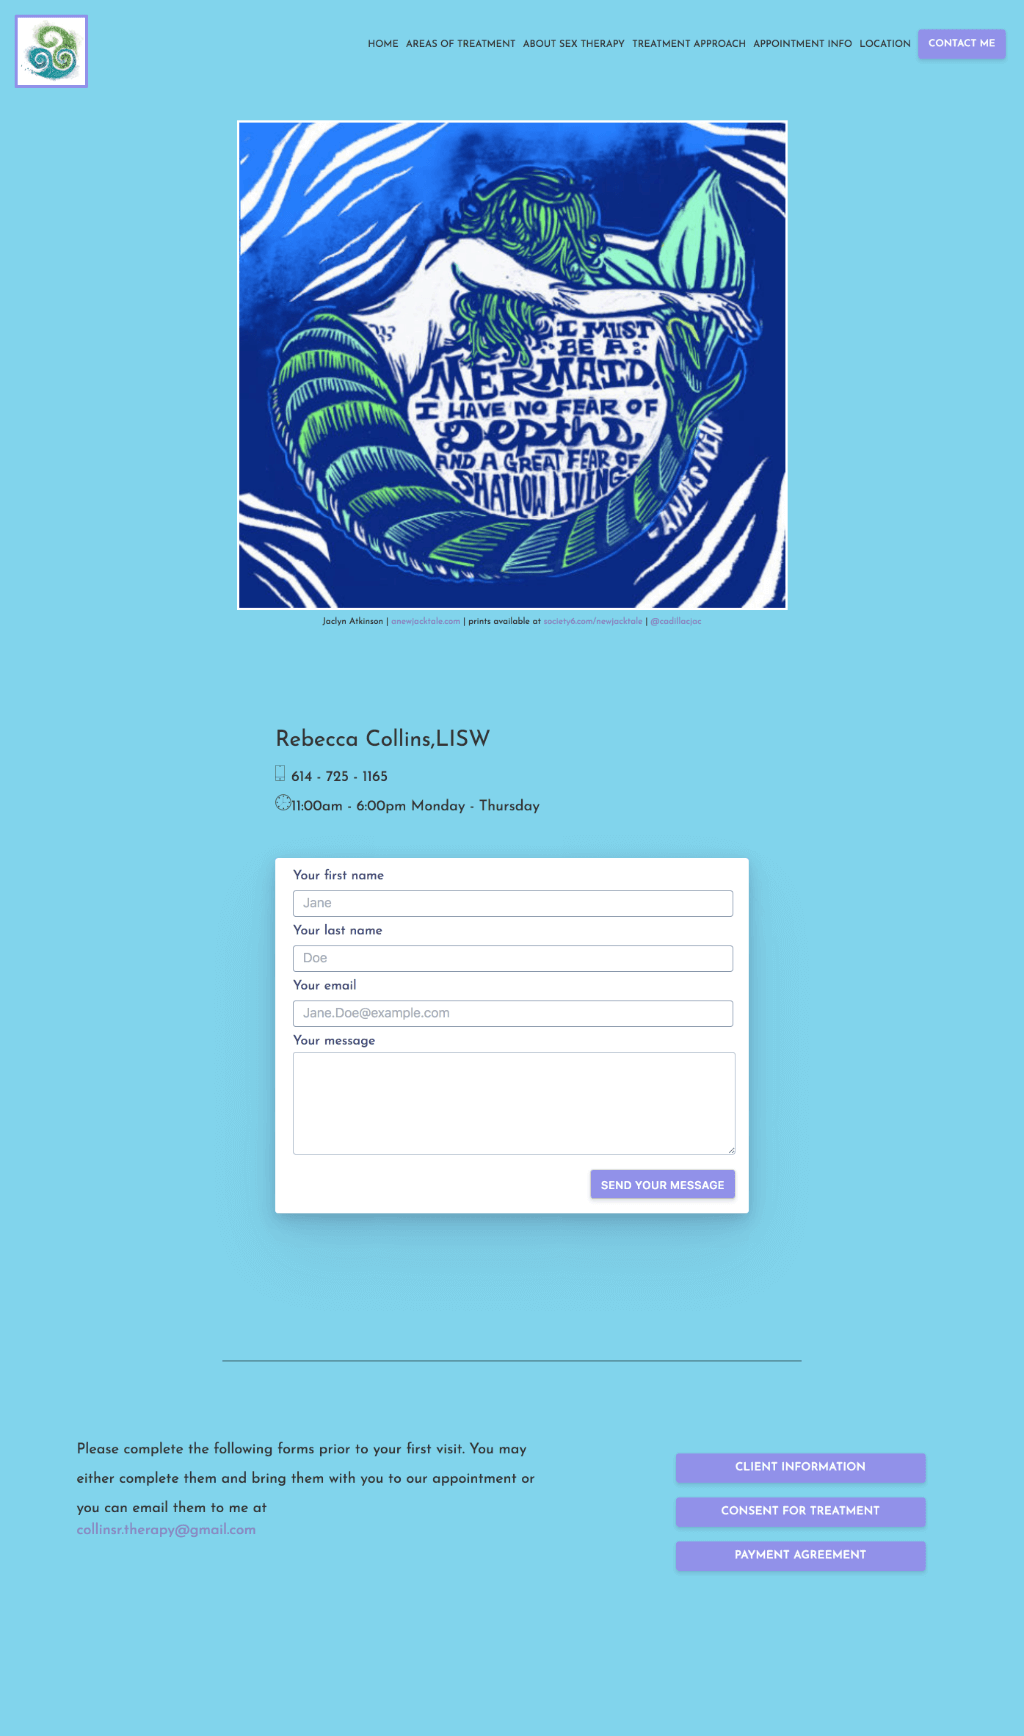 HOME AREAS OF TREATMENT ABOUT SEX THERAPY TREATMENT APPROACH APPOINTMENT INFO LOCATION CONTACT ME
I MUST
BE A
MERMAID.
I HAVE NO FEAR OF
Depths
AND A GREAT FEAR OF
SHALLOW LIVING
ANAIS NIN
Jaclyn Atkinson | anewjacktale.com | prints available at society6.com/newjacktale | @cadillacjac
Rebecca Collins,LISW
614 - 725 - 1165
11:00am - 6:00pm Monday - Thursday
Your first name
Jane
Your last name
Doe
Your email
Jane.Doe@example.com
Your message
SEND YOUR MESSAGE
Please complete the following forms prior to your first visit. You may
either complete them and bring them with you to our appointment or
you can email them to me at
collinsr.therapy@gmail.com
CLIENT INFORMATION
CONSENT FOR TREATMENT
PAYMENT AGREEMENT